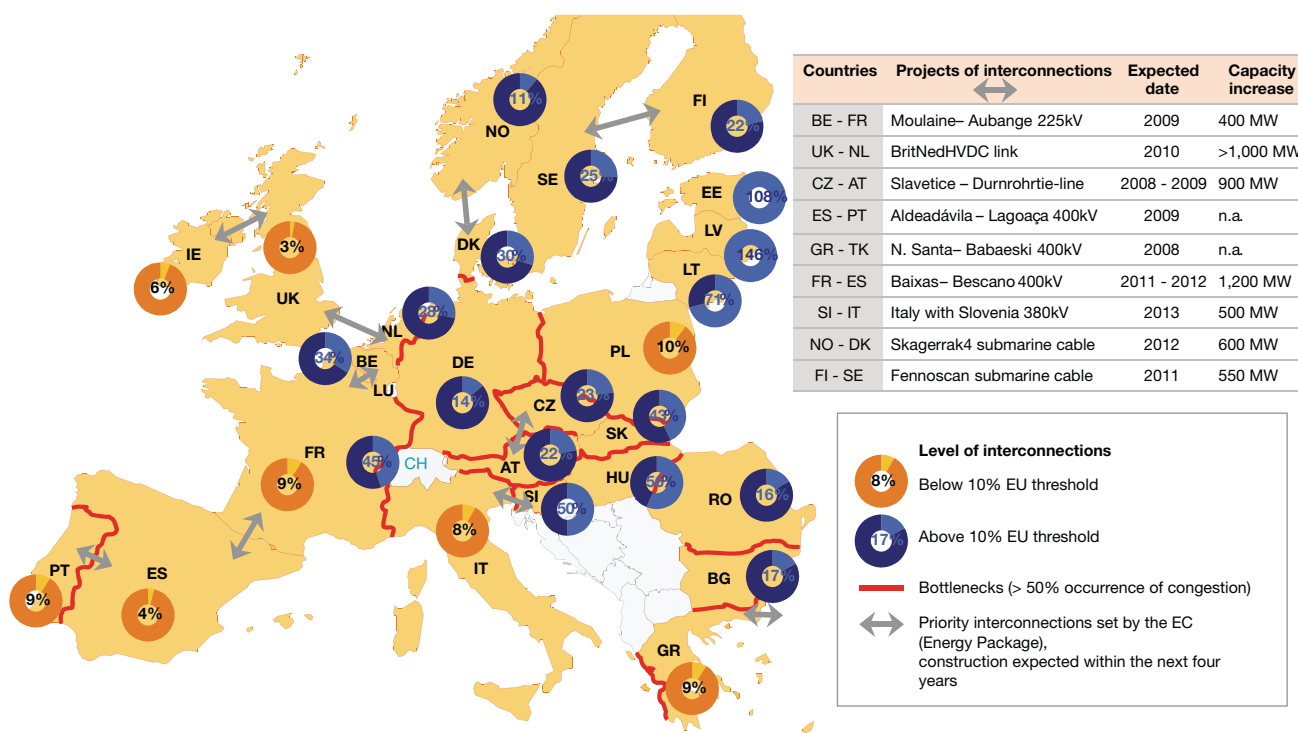 11%
NO
FI
22%
SE
25%
EE
108%
LV
146%
LT
71%
DK
30%
IE
3%
6%
UK
NL
28%
34%
BE
LU
DE
14%
PL
10%
CZ
23%
43%
SK
AT
22%
FR
45%
CH
9%
HU
SI
50%
RO
16%
8%
IT
BG
17%
PT
9%
ES
4%
GR
9%
Countries Projects of interconnections Expected date Capacity increase
BE - FR Moulaine– Aubange 225kV 2009 400 MW
UK - NL BritNedHVDC link 2010 >1,000 MW
CZ - AT Slavetice – Durnrohrtie-line 2008 - 2009 900 MW
ES - PT Aldeadávila – Lagoaça 400kV 2009 n.a.
GR - TK N. Santa– Babaeski 400kV 2008 n.a.
FR - ES Baixas– Bescano 400kV 2011 - 2012 1,200 MW
SI - IT Italy with Slovenia 380kV 2013 500 MW
NO - DK Skagerrak4 submarine cable 2012 600 MW
FI - SE Fennoscan submarine cable 2011 550 MW
Level of interconnections
8% Below 10% EU threshold
17% Above 10% EU threshold
Bottlenecks (> 50% occurrence of congestion)
Priority interconnections set by the EC
(Energy Package),
construction expected within the next four
years